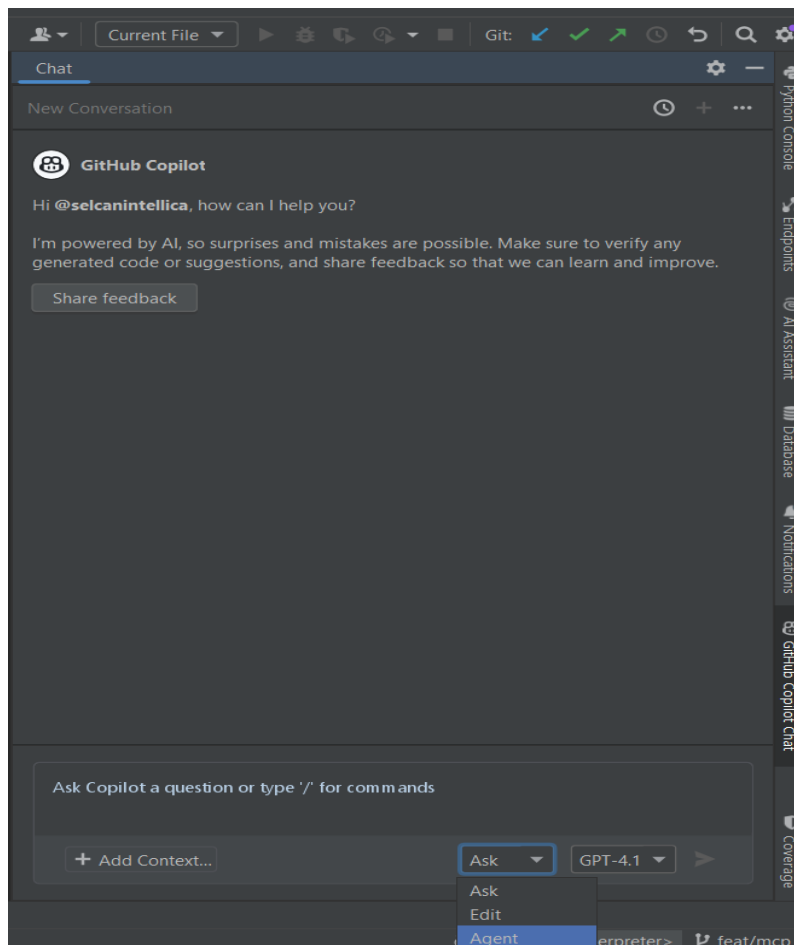 Current File
Git:
Chat
New Conversation
GitHub Copilot
Hi @selcanintellica, how can I help you?
I'm powered by AI, so surprises and mistakes are possible. Make sure to verify any
generated code or suggestions, and share feedback so that we can learn and improve.
Share feedback
Ask Copilot a question or type '/' for commands
+ Add Context...
Ask
GPT-4.1
Ask
Edit
Agent
erpreter>
feat/mcp
Python Console
Endpoints
AI Assistant
Database
Notifications
GitHub Copilot Chat
Coverage